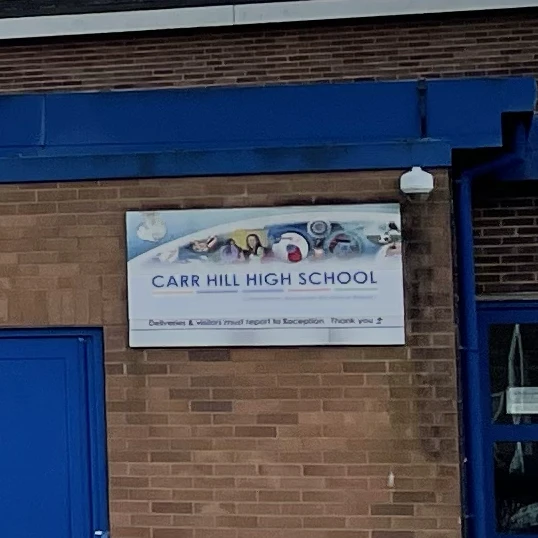 CARR HILL HIGH SCHOOL
Deliveries & visitors must report to Reception Thank you